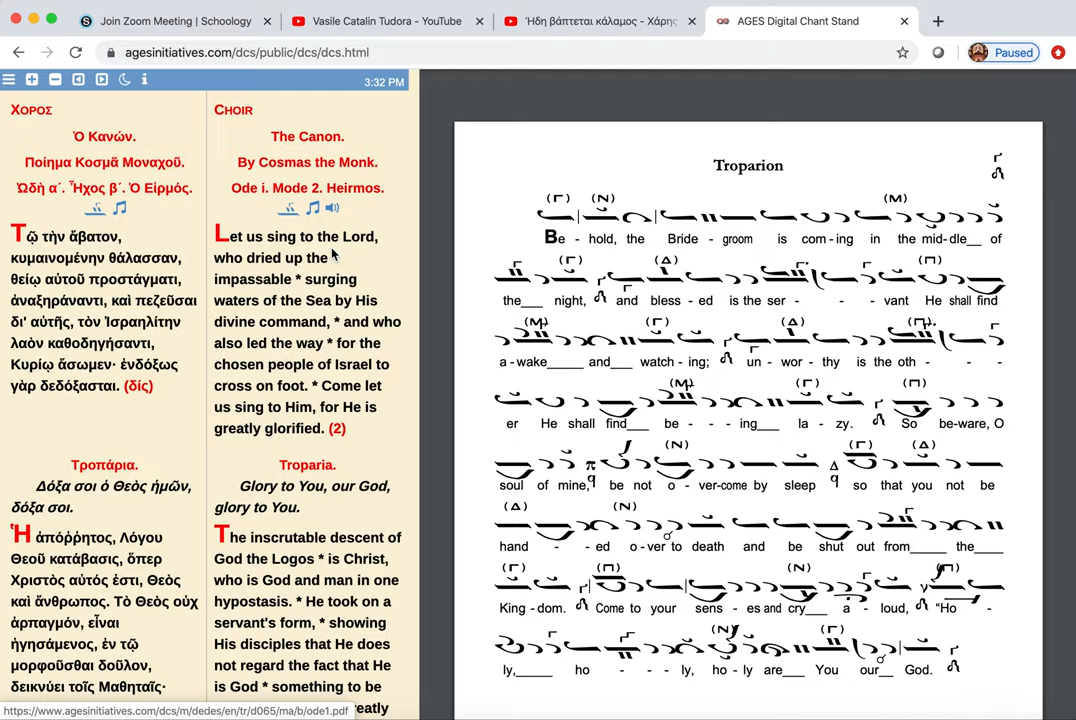 Join Zoom Meeting | Schoology
Vasile Catalin Tudora - YouTube
Ἤδη βάπτεται κάλαμος - Χάρης
AGES Digital Chant Stand
agesinitiatives.com/dcs/public/dcs/dcs.html
Paused
3:32 PM
Χορος
Ὁ Κανών.
Ποίημα Κοσμᾶ Μοναχοῦ.
ᾨδὴ α´. Ἦχος β´. Ὁ Εἱρμός.
Τῷ τὴν ἄβατον,
κυμαινομένην θάλασσαν,
θείῳ αὐτοῦ προστάγματι,
ἀναξηράναντι, καὶ πεζεῦσαι
δι' αὐτῆς, τὸν Ἰσραηλίτην
λαὸν καθοδηγήσαντι,
Κυρίῳ ᾄσωμεν· ἐνδόξως
γὰρ δεδόξασται. (δίς)
Τροπάρια.
Δόξα σοι ὁ Θεὸς ἡμῶν,
δόξα σοι.
Ἡ ἀπόρρητος, Λόγου
Θεοῦ κατάβασις, ὅπερ
Χριστὸς αὐτός ἐστι, Θεὸς
καὶ ἄνθρωπος. Τὸ Θεὸς οὐχ
ἁρπαγμόν, εἶναι
ἡγησάμενος, ἐν τῷ
μορφοῦσθαι δοῦλον,
δεικνύει τοῖς Μαθηταῖς·
Choir
The Canon.
By Cosmas the Monk.
Ode i. Mode 2. Heirmos.
Let us sing to the Lord,
who dried up the
impassable * surging
waters of the Sea by His
divine command, * and who
also led the way * for the
chosen people of Israel to
cross on foot. * Come let
us sing to Him, for He is
greatly glorified. (2)
Troparia.
Glory to You, our God,
glory to You.
The inscrutable descent of
God the Logos * is Christ,
who is God and man in one
hypostasis. * He took on a
servant's form, * showing
His disciples that He does
not regard the fact that He
is God * something to be
https://www.agesinitiatives.com/dcs/m/dedes/en/tr/d065/ma/b/ode1.pdf
Troparion
Be - hold, the Bride - groom is com - ing in the mid - dle__ of
the___ night, and bless - ed is the ser - - - vant He shall find
a - wake_____ and___ watch - ing; un - wor - thy is the oth - - -
er He shall find___ be - - - ing___ la - zy. So be-ware, O
soul of mine, be not o - ver-come by sleep so that you not be
hand - - ed o - ver to death and be shut out from_____ the____
King - dom. Come to your sens - es and cry___ a - loud, “Ho -
ly,_____ ho - - - ly, ho - ly are___ You our__ God.